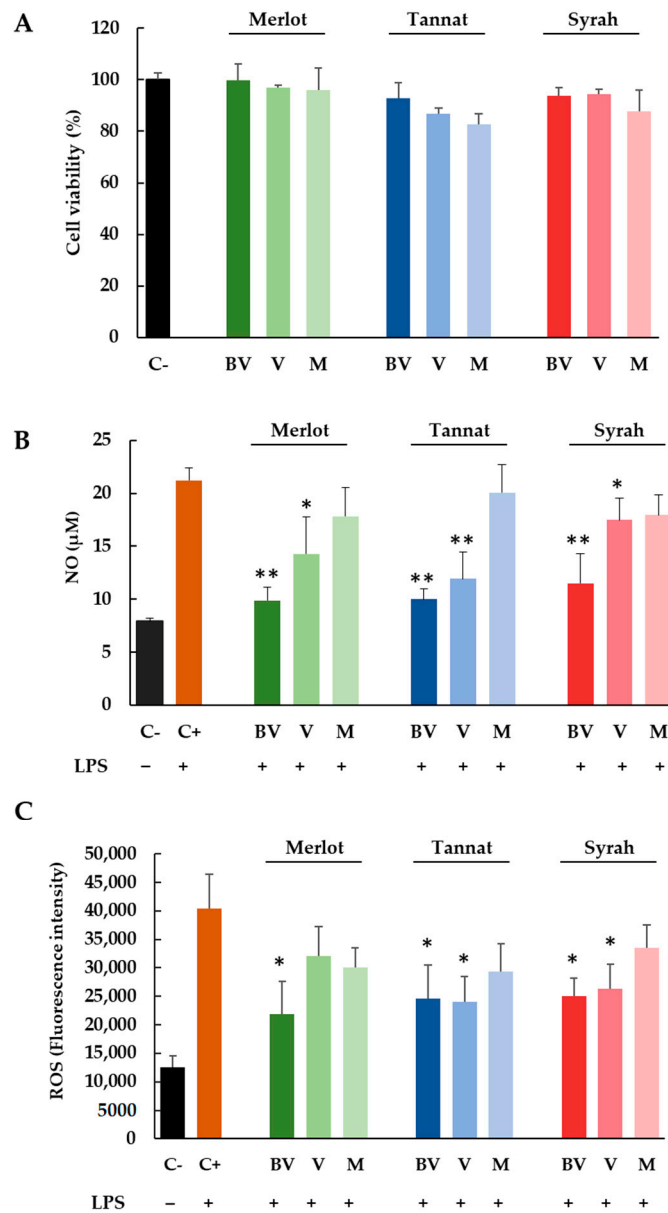 A
Merlot Tannat Syrah
Cell viability (%)
120
100
80
60
40
20
0
C- BV V M BV V M BV V M
B
Merlot Tannat Syrah
NO (µM)
25
20
15
10
5
0
** * ** ** ** *
C- C+ BV V M BV V M BV V M
LPS − + + + + + + + + + +
C
Merlot Tannat Syrah
ROS (Fluorescence intensity)
50,000
45,000
40,000
35,000
30,000
25,000
20,000
15,000
10,000
5000
0
* * * * *
C- C+ BV V M BV V M BV V M
LPS − + + + + + + + + + +